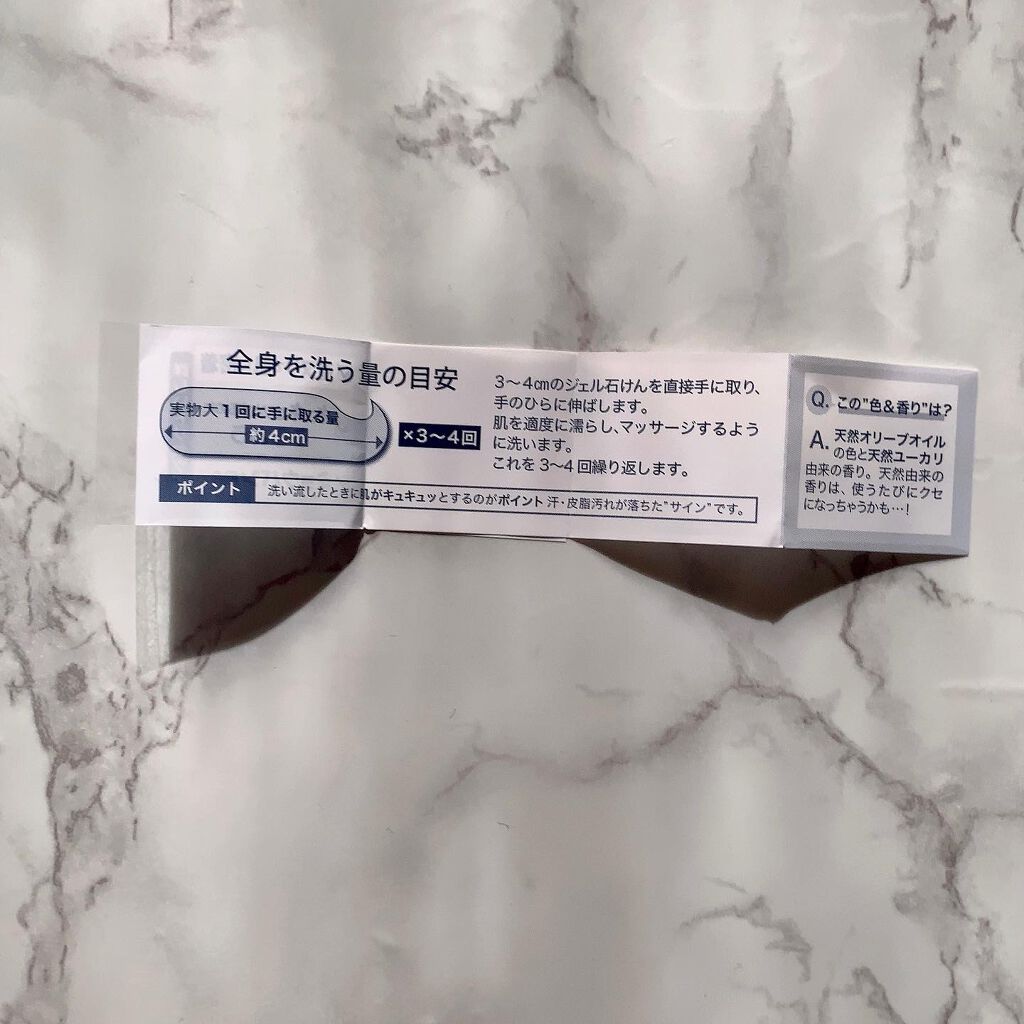 全身を洗う量の目安
実物大1回に手に取る量
約4cm
×3〜4回
3〜4㎝のジェル石けんを直接手に取り、
手のひらに伸ばします。
肌を適度に濡らし、マッサージするよう
に洗います。
これを3〜4回繰り返します。
ポイント 洗い流したときに肌がキュキュッとするのがポイント 汗・皮脂汚れが落ちた"サイン"です。
Q. この"色&香り"は?
A. 天然オリーブオイル
の色と天然ユーカリ
由来の香り。天然由来の
香りは、使うたびにクセ
になっちゃうかも…!